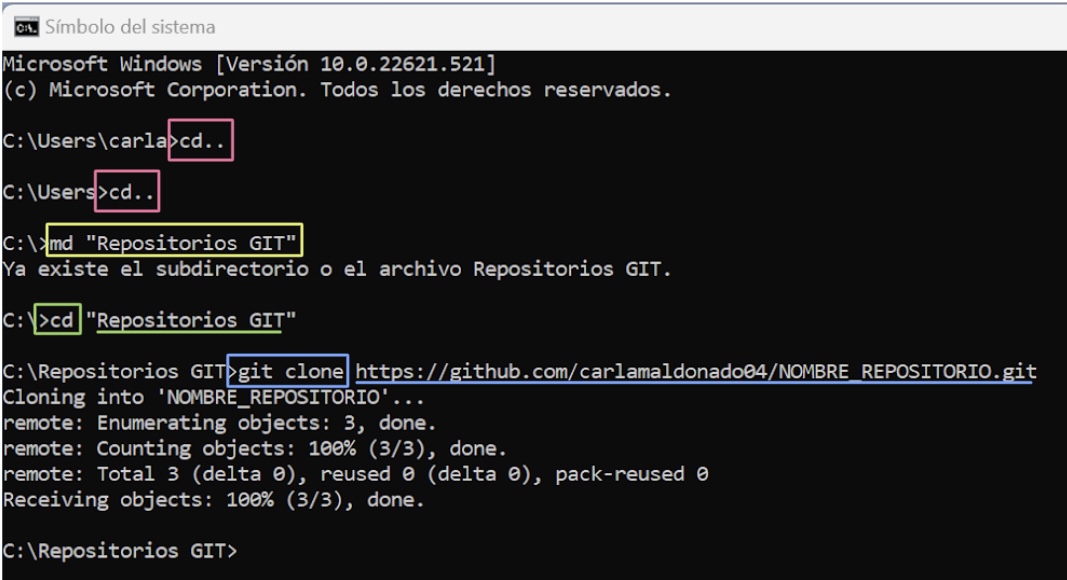 Símbolo del sistema
Microsoft Windows [Versión 10.0.22621.521]
(c) Microsoft Corporation. Todos los derechos reservados.
C:\Users\carla>cd..
C:\Users>cd..
C:\>md "Repositorios GIT"
Ya existe el subdirectorio o el archivo Repositorios GIT.
C:\>cd "Repositorios GIT"
C:\Repositorios GIT>git clone https://github.com/carlamaldonado04/NOMBRE_REPOSITORIO.git
Cloning into 'NOMBRE_REPOSITORIO'...
remote: Enumerating objects: 3, done.
remote: Counting objects: 100% (3/3), done.
remote: Total 3 (delta 0), reused 0 (delta 0), pack-reused 0
Receiving objects: 100% (3/3), done.
C:\Repositorios GIT>